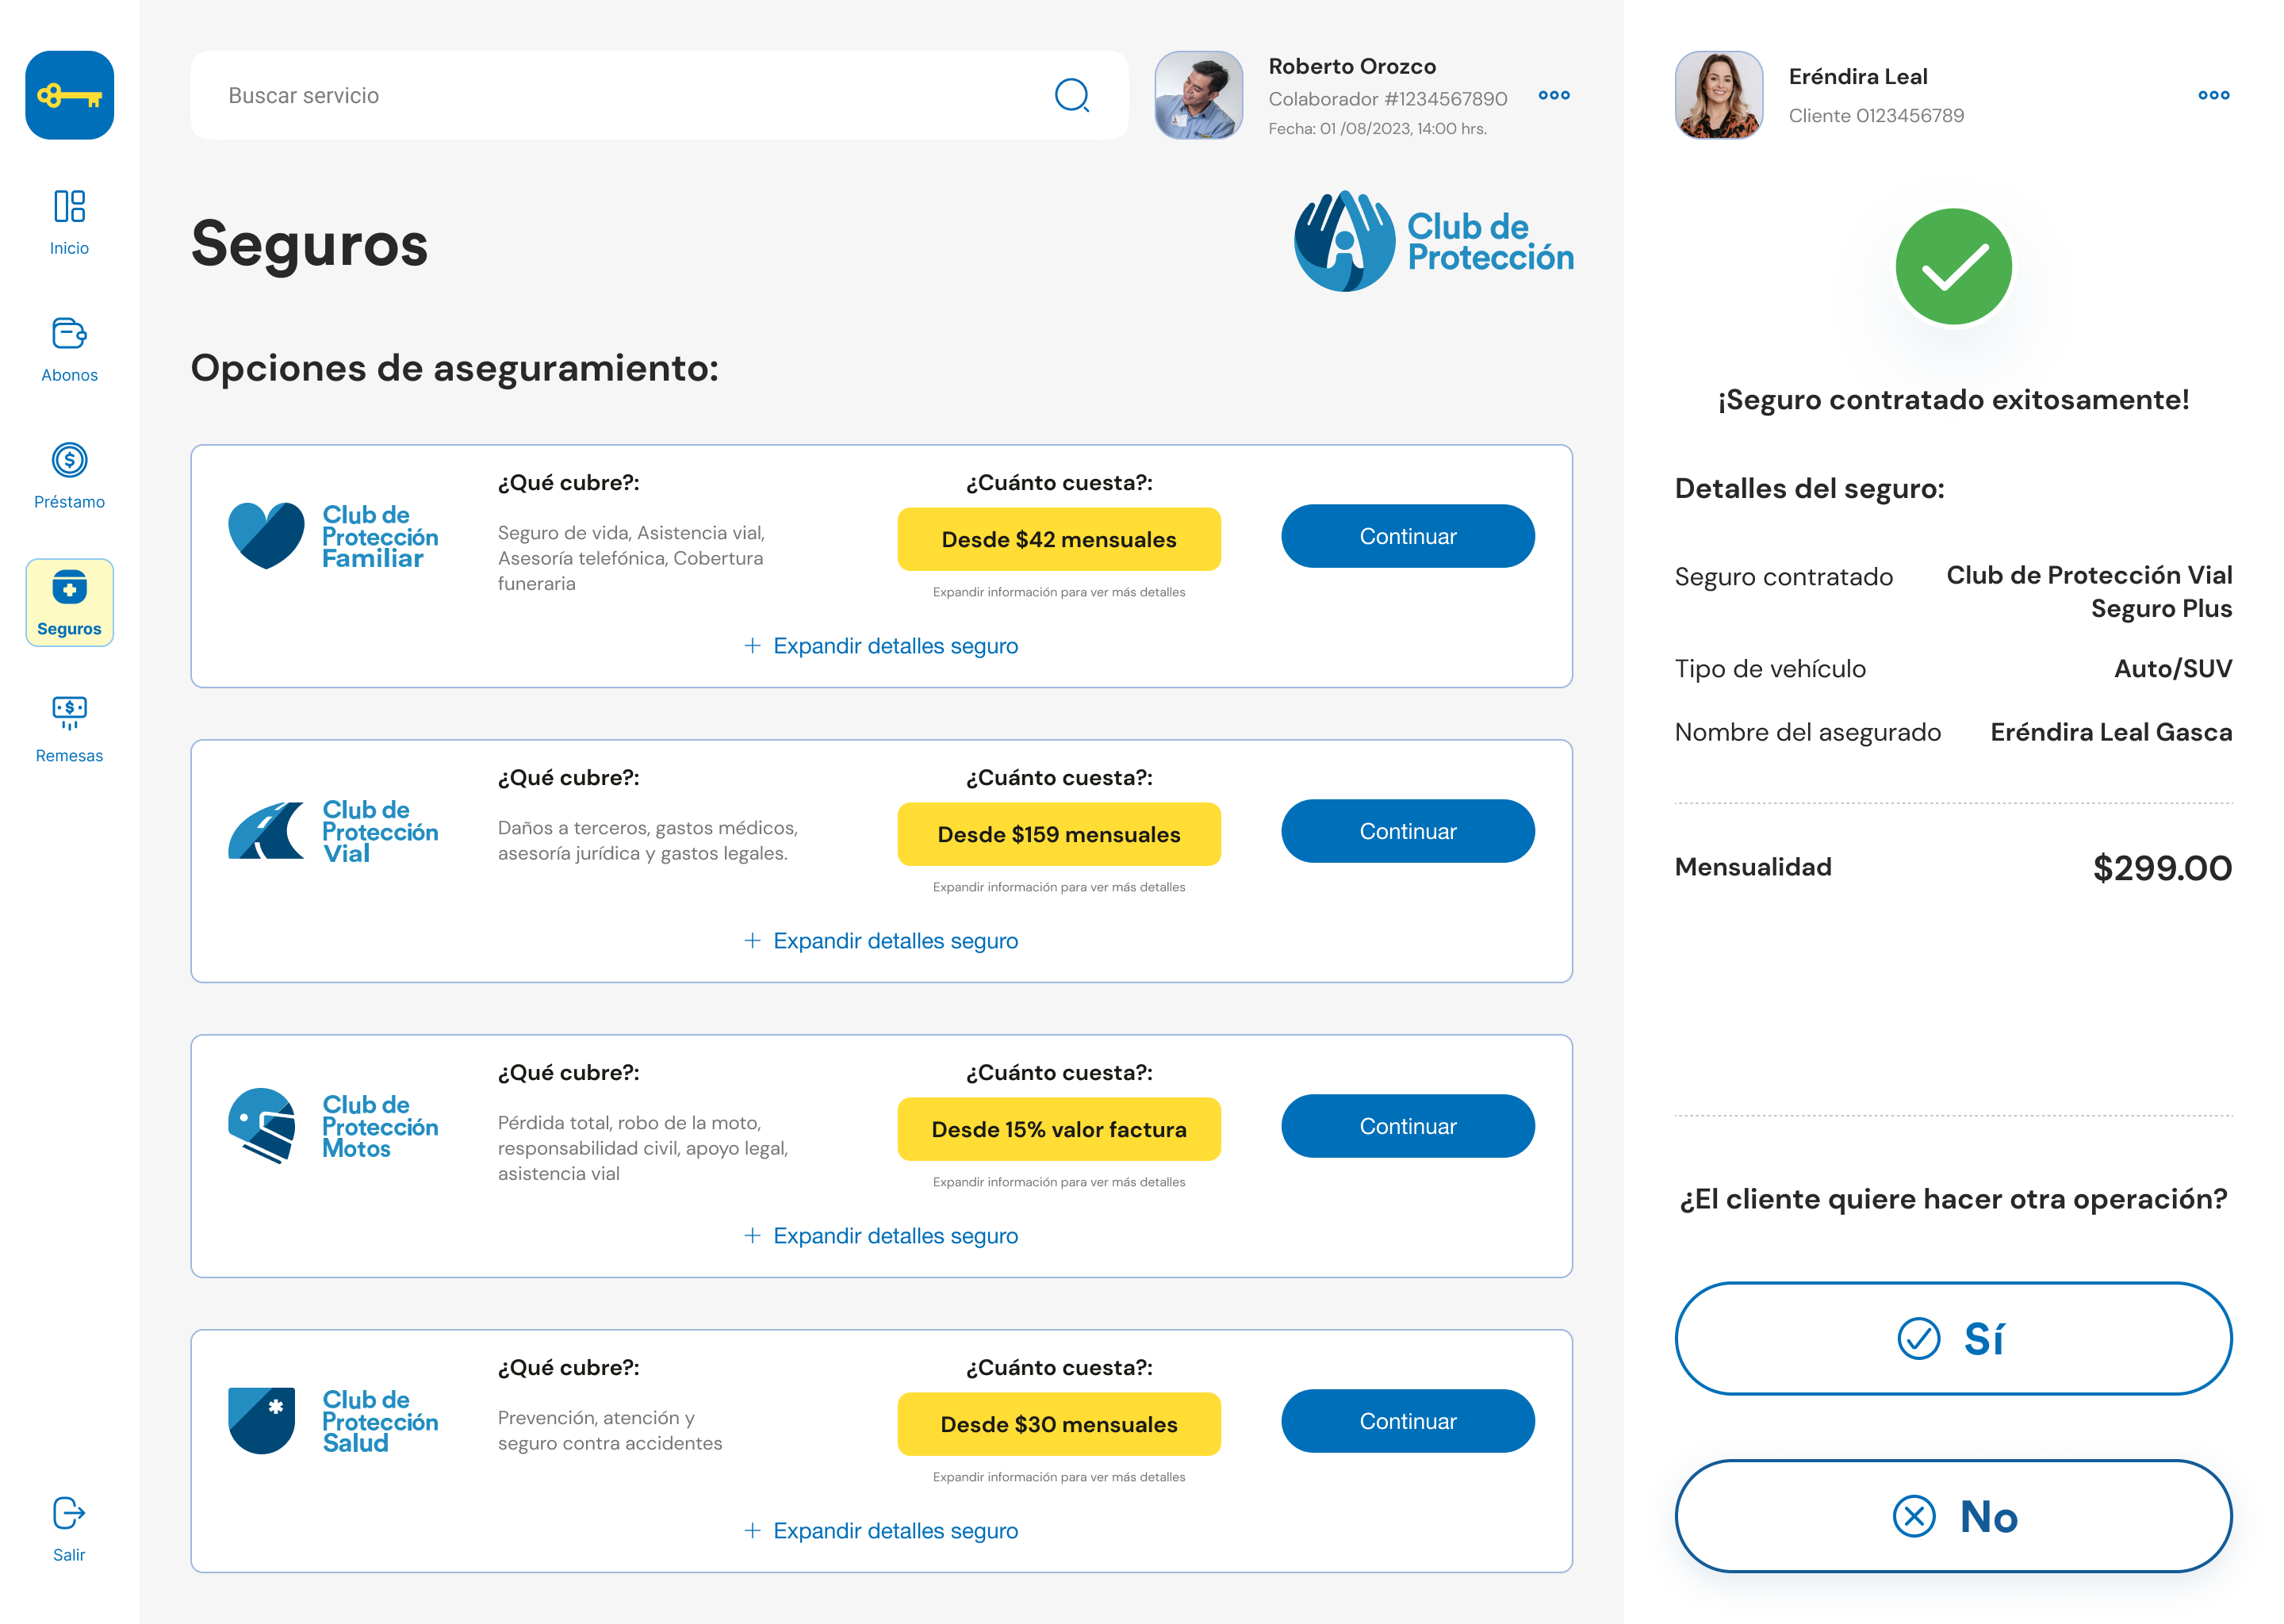 Buscar servicio
Roberto Orozco
Colaborador #1234567890
Fecha: 01 /08/2023, 14:00 hrs.
Eréndira Leal
Cliente 0123456789
Inicio
Abonos
Préstamo
Seguros
Remesas
Salir
Seguros
Club de
Protección
Opciones de aseguramiento:
Club de
Protección
Familiar
¿Qué cubre?:
Seguro de vida, Asistencia vial,
Asesoría telefónica, Cobertura
funeraria
¿Cuánto cuesta?:
Desde $42 mensuales
Expandir información para ver más detalles
Continuar
+ Expandir detalles seguro
Club de
Protección
Vial
¿Qué cubre?:
Daños a terceros, gastos médicos,
asesoría jurídica y gastos legales.
¿Cuánto cuesta?:
Desde $159 mensuales
Expandir información para ver más detalles
Continuar
+ Expandir detalles seguro
Club de
Protección
Motos
¿Qué cubre?:
Pérdida total, robo de la moto,
responsabilidad civil, apoyo legal,
asistencia vial
¿Cuánto cuesta?:
Desde 15% valor factura
Expandir información para ver más detalles
Continuar
+ Expandir detalles seguro
Club de
Protección
Salud
¿Qué cubre?:
Prevención, atención y
seguro contra accidentes
¿Cuánto cuesta?:
Desde $30 mensuales
Expandir información para ver más detalles
Continuar
+ Expandir detalles seguro
¡Seguro contratado exitosamente!
Detalles del seguro:
Seguro contratado Club de Protección Vial
Seguro Plus
Tipo de vehículo Auto/SUV
Nombre del asegurado Eréndira Leal Gasca
Mensualidad $299.00
¿El cliente quiere hacer otra operación?
Sí
No